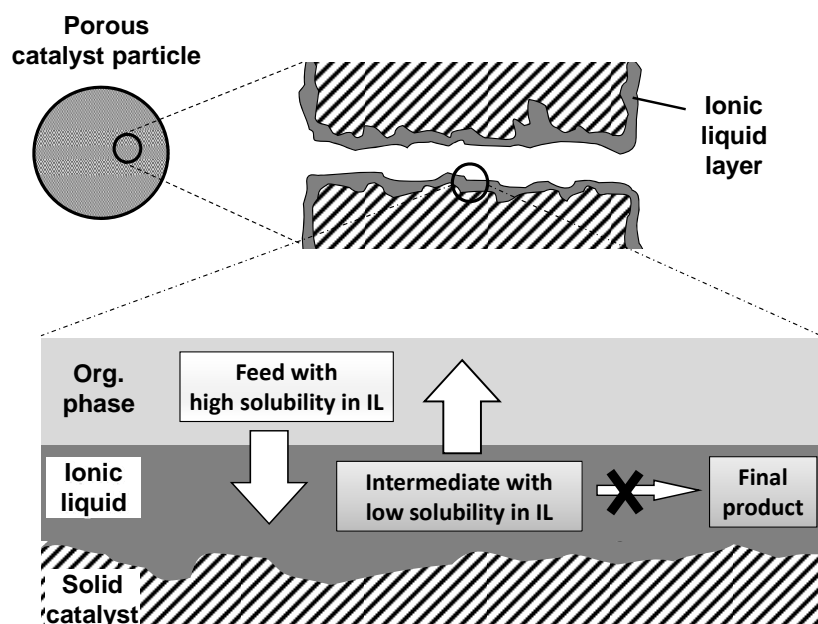 Porous
catalyst particle
Ionic
liquid
layer
Org.
phase
Feed with
high solubility in IL
Ionic
liquid
Intermediate with
low solubility in IL
Final
product
Solid
catalyst